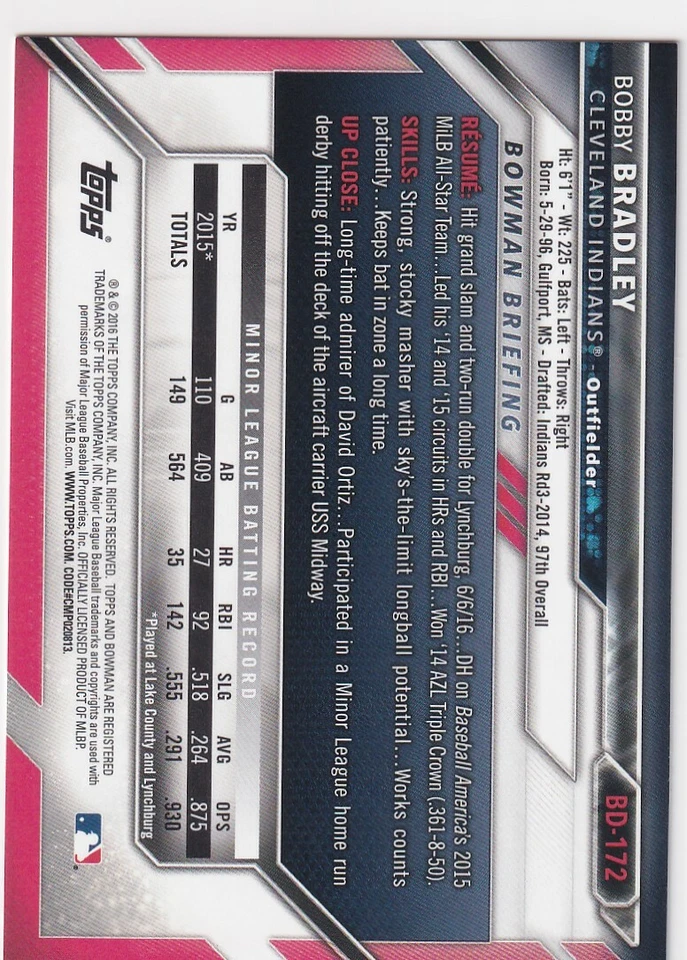 BOBBY BRADLEY
CLEVELAND INDIANS® - Outfielder
BD-172
Ht: 6'1" - Wt: 225 - Bats: Left - Throws: Right
Born: 5-29-96, Gulfport, MS - Drafted: Indians Rd3-2014, 97th Overall
BOWMAN BRIEFING
RÉSUMÉ: Hit grand slam and two-run double for Lynchburg, 6/6/16...DH on Baseball America's 2015
MiLB All-Star Team...Led his '14 and '15 circuits in HRs and RBI...Won '14 AZL Triple Crown (.361-8-50).
SKILLS: Strong, stocky masher with sky's-the-limit longball potential...Works counts
patiently...Keeps bat in zone a long time.
UP CLOSE: Long-time admirer of David Ortiz...Participated in a Minor League home run
derby hitting off the deck of the aircraft carrier USS Midway.
MINOR LEAGUE BATTING RECORD
YR G AB HR RBI SLG AVG OPS
2015* 110 409 27 92 .518 .264 .875
TOTALS 149 564 35 142 .555 .291 .930
*Played at Lake County and Lynchburg
topps®
® & © 2016 THE TOPPS COMPANY, INC. ALL RIGHTS RESERVED. TOPPS AND BOWMAN ARE REGISTERED
TRADEMARKS OF THE TOPPS COMPANY, INC. Major League Baseball trademarks and copyrights are used with
permission of Major League Baseball Properties, Inc. OFFICIALLY LICENSED PRODUCT OF MLBP.
Visit MLB.com. WWW.TOPPS.COM. CODE#CMP020813.